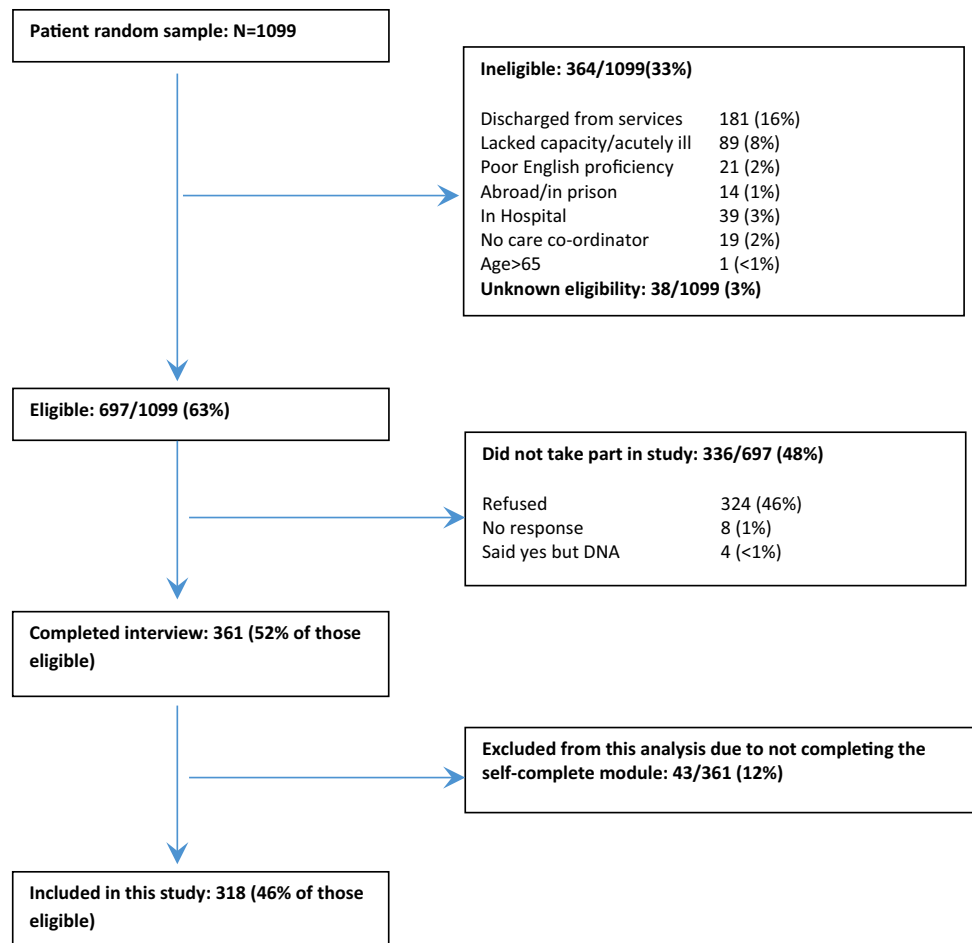 Patient random sample: N=1099
Ineligible: 364/1099(33%)
Discharged from services 181 (16%)
Lacked capacity/acutely ill 89 (8%)
Poor English proficiency 21 (2%)
Abroad/in prison 14 (1%)
In Hospital 39 (3%)
No care co-ordinator 19 (2%)
Age>65 1 (<1%)
Unknown eligibility: 38/1099 (3%)
Eligible: 697/1099 (63%)
Did not take part in study: 336/697 (48%)
Refused 324 (46%)
No response 8 (1%)
Said yes but DNA 4 (<1%)
Completed interview: 361 (52% of those
eligible)
Excluded from this analysis due to not completing the
self-complete module: 43/361 (12%)
Included in this study: 318 (46% of those
eligible)